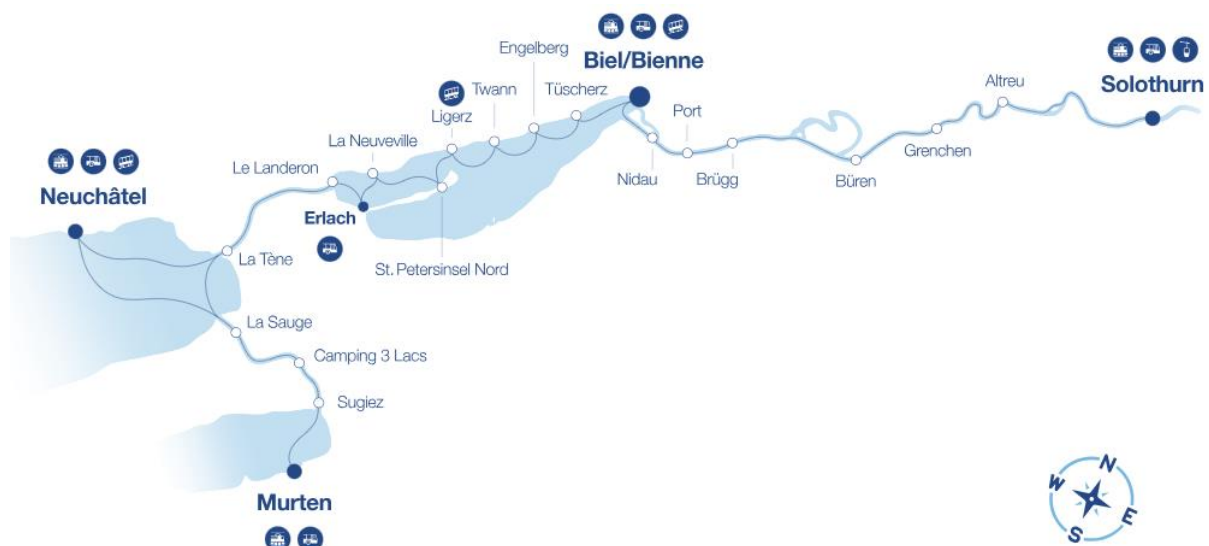 Engelberg
Biel/Bienne
Solothurn
Twann
Tüscherz
Altreu
Ligerz
Port
La Neuveville
Le Landeron
Neuchâtel
Nidau
Brügg
Büren
Grenchen
Erlach
La Tène
St. Petersinsel Nord
La Sauge
Camping 3 Lacs
Sugiez
Murten
N
W
E
S